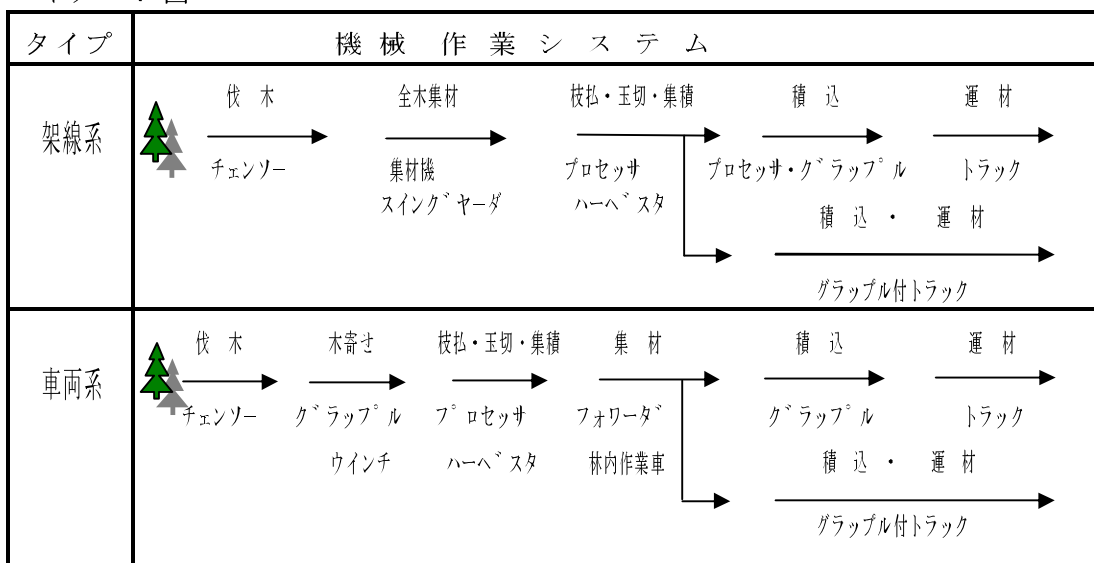 タイプ 機械 作業システム
架線系
伐木 全木集材 枝払・玉切・集積 積込 運材
チェンソー 集材機 プロセッサ プロセッサ・グラップル トラック
スイングヤーダ ハーベスタ 積込・運材
グラップル付トラック
車両系
伐木 木寄せ 枝払・玉切・集積 集材 積込 運材
チェンソー グラップル プロセッサ フォワーダ グラップル トラック
ウインチ ハーベスタ 林内作業車 積込・運材
グラップル付トラック